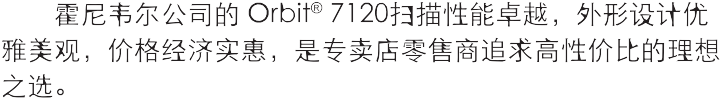 霍尼韦尔公司的 Orbit® 7120扫描性能卓越，外形设计优
雅美观，价格经济实惠，是专卖店零售商追求高性价比的理想
之选。